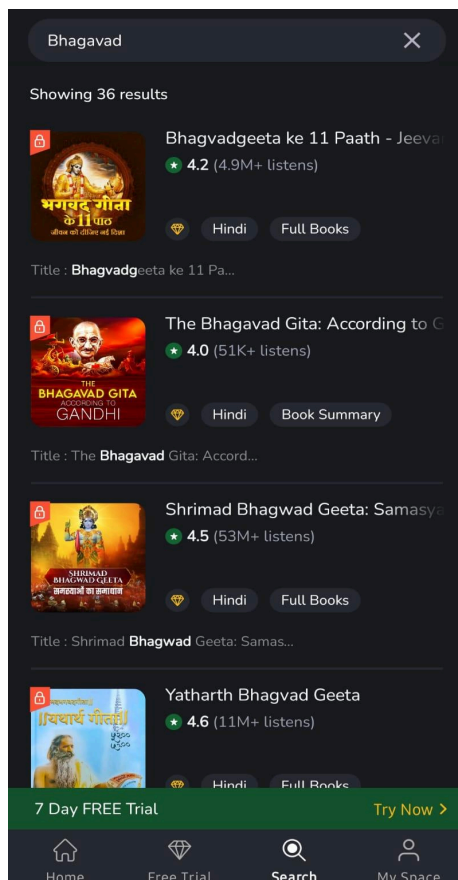 Bhagavad
Showing 36 results
Bhagvadgeeta ke 11 Paath - Jeeva
4.2 (4.9M+ listens)
भगवद गीता
के 11 पाठ
जीवन को दीजिए नई दिशा
Hindi Full Books
Title : Bhagvadgeeta ke 11 Pa...
The Bhagavad Gita: According to G
4.0 (51K+ listens)
THE
BHAGAVAD GITA
ACCORDING TO
GANDHI
Hindi Book Summary
Title : The Bhagavad Gita: Accord...
Shrimad Bhagwad Geeta: Samasya
4.5 (53M+ listens)
SHRIMAD
BHAGWAD GEETA
समस्याओं का समाधान
Hindi Full Books
Title : Shrimad Bhagwad Geeta: Samas...
Yatharth Bhagvad Geeta
4.6 (11M+ listens)
||यथार्थ गीता||
Hindi Full Books
7 Day FREE Trial Try Now >
Home Free Trial Search My Space